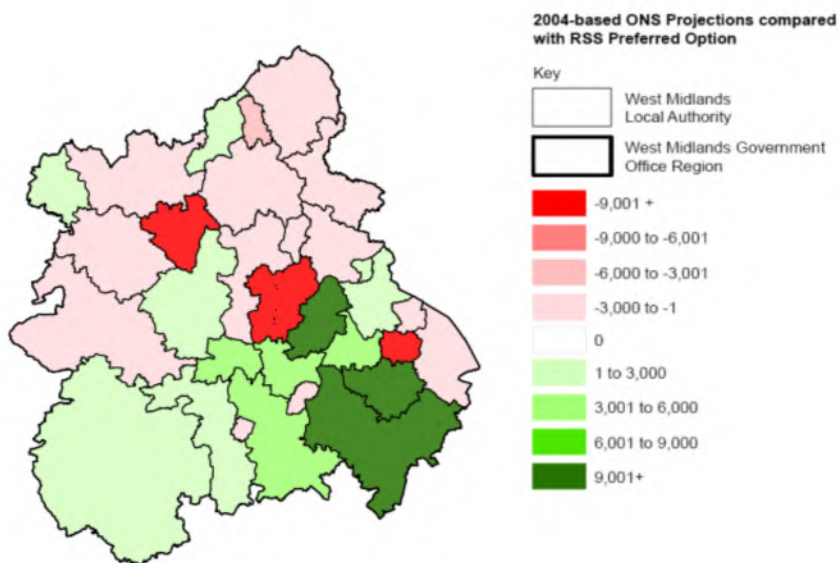 2004-based ONS Projections compared
with RSS Preferred Option
Key
West Midlands
Local Authority
West Midlands Government
Office Region
-9,001 +
-9,000 to -6,001
-6,000 to -3,001
-3,000 to -1
0
1 to 3,000
3,001 to 6,000
6,001 to 9,000
9,001+